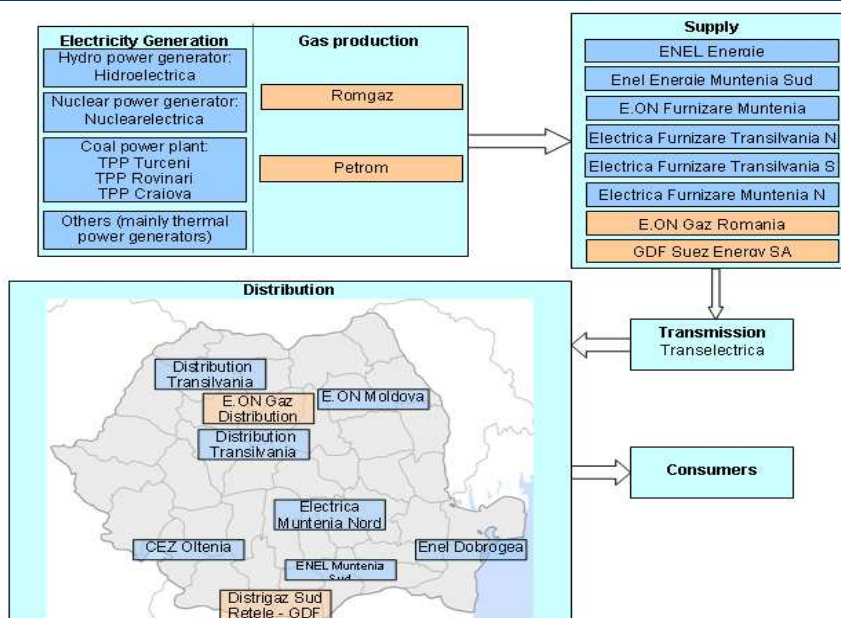 Electricity Generation
Hydro power generator:
Hidroelectrica
Nuclear power generator:
Nuclearelectrica
Coal power plant:
TPP Turceni
TPP Rovinari
TPP Craiova
Others (mainly thermal
power generators)
Gas production
Romgaz
Petrom
Supply
ENEL Energie
Enel Energie Muntenia Sud
E.ON Furnizare Muntenia
Electrica Furnizare Transilvania N
Electrica Furnizare Transilvania S
Electrica Furnizare Muntenia N
E.ON Gaz Romania
GDF Suez Energy SA
Transmission
Transelectrica
Distribution
Distribution
Transilvania
E.ON Gaz
Distribution
E.ON Moldova
Distribution
Transilvania
Electrica
Muntenia Nord
CEZ Oltenia
Enel Dobrogea
ENEL Muntenia
Sud
Distrigaz Sud
Retele - GDF
Consumers